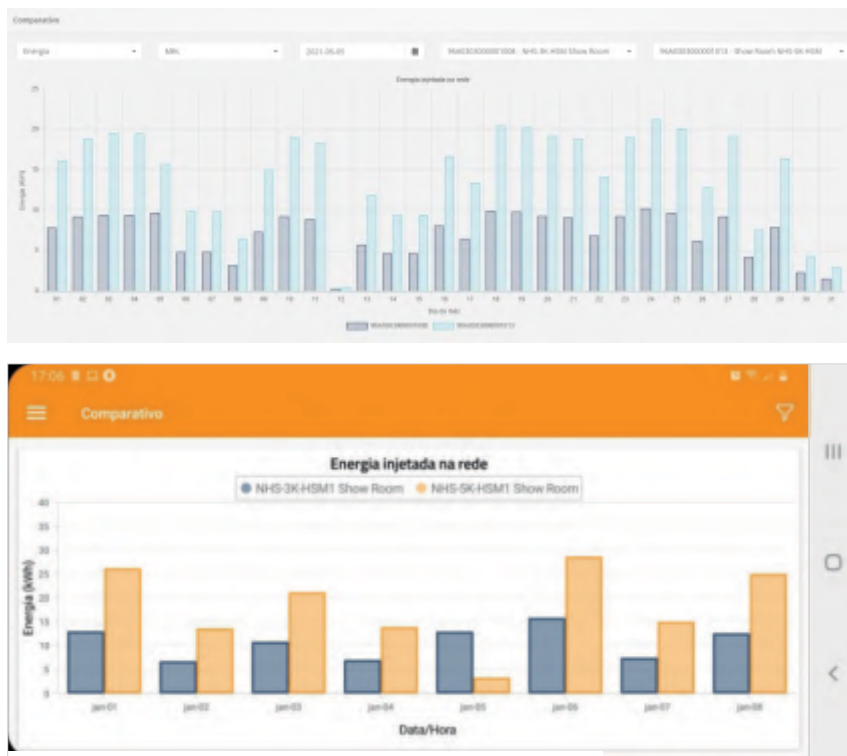 Comparativo
Energia
Mês
2021-05-05
Energia injetada na rede
Energia (kWh)
25
20
15
10
5
0
01 02 03 04 05 06 07 08 09 10 11 12 13 14 15 16 17 18 19 20 21 22 23 24 25 26 27 28 29 30 31
17:06
Comparativo
Energia injetada na rede
NHS-3K-HSM1 Show Room NHS-5K-HSM1 Show Room
Energia (kWh)
40
35
30
25
20
15
10
5
0
jan-01 jan-02 jan-03 jan-04 jan-05 jan-06 jan-07 jan-08
Data/Hora